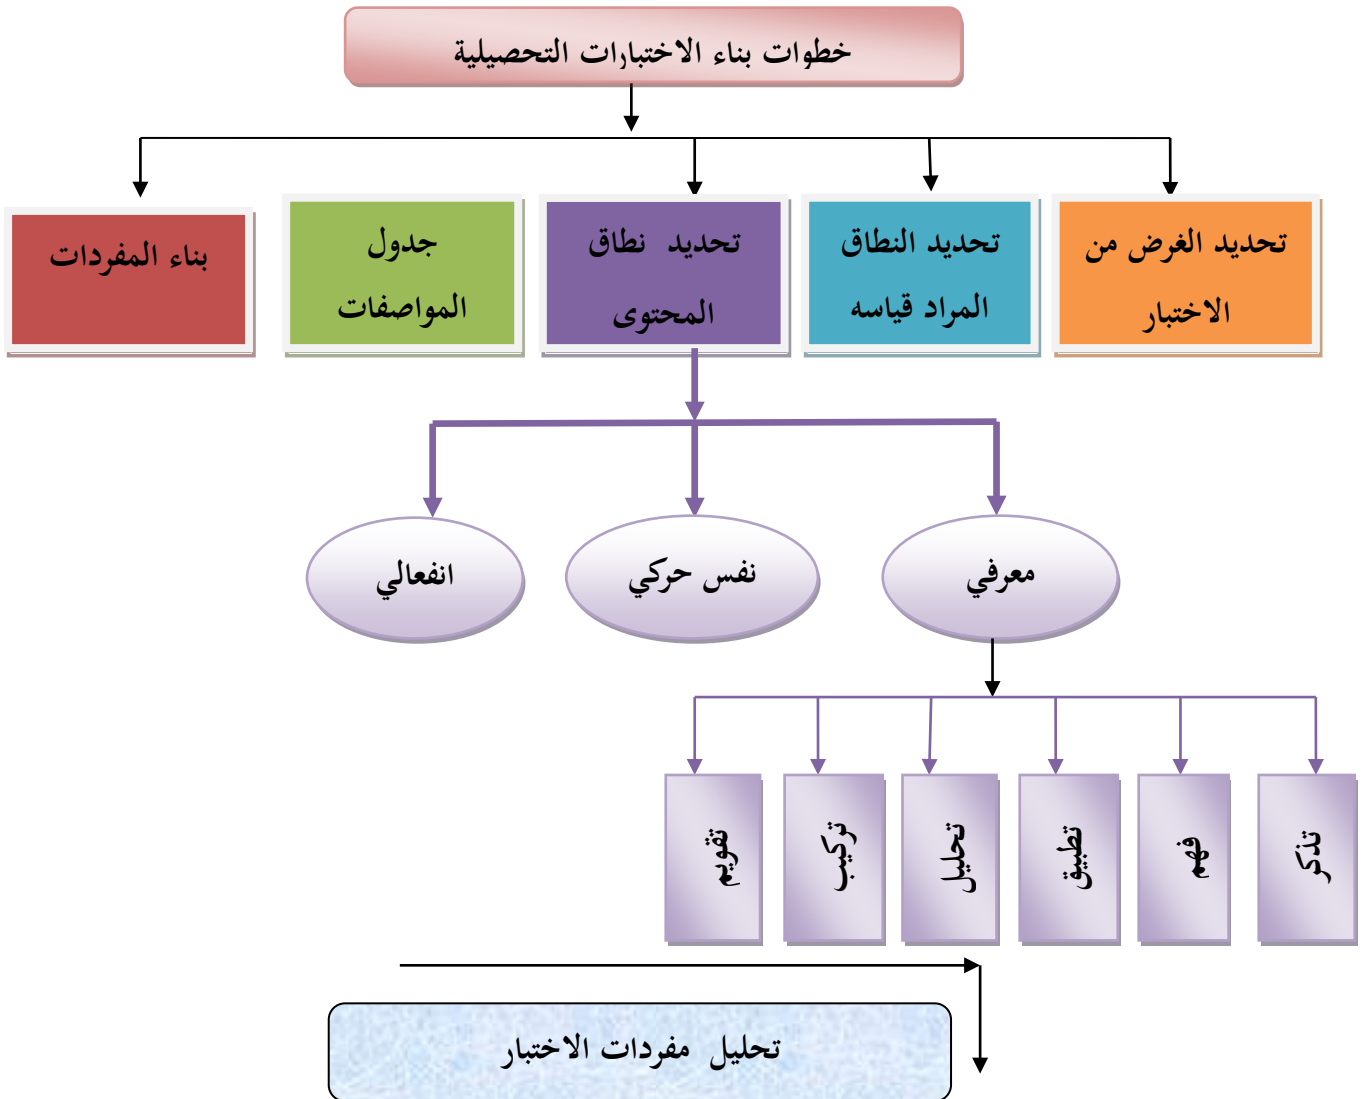 خطوات بناء الاختبارات التحصيلية
تحديد الغرض من
الاختبار
تحديد النطاق
المراد قياسه
تحديد نطاق
المحتوى
جدول
المواصفات
بناء المفردات
معرفي
نفس حركي
انفعالي
تذكر
فهم
تطبيق
تحليل
تركيب
تقويم
تحليل مفردات الاختبار